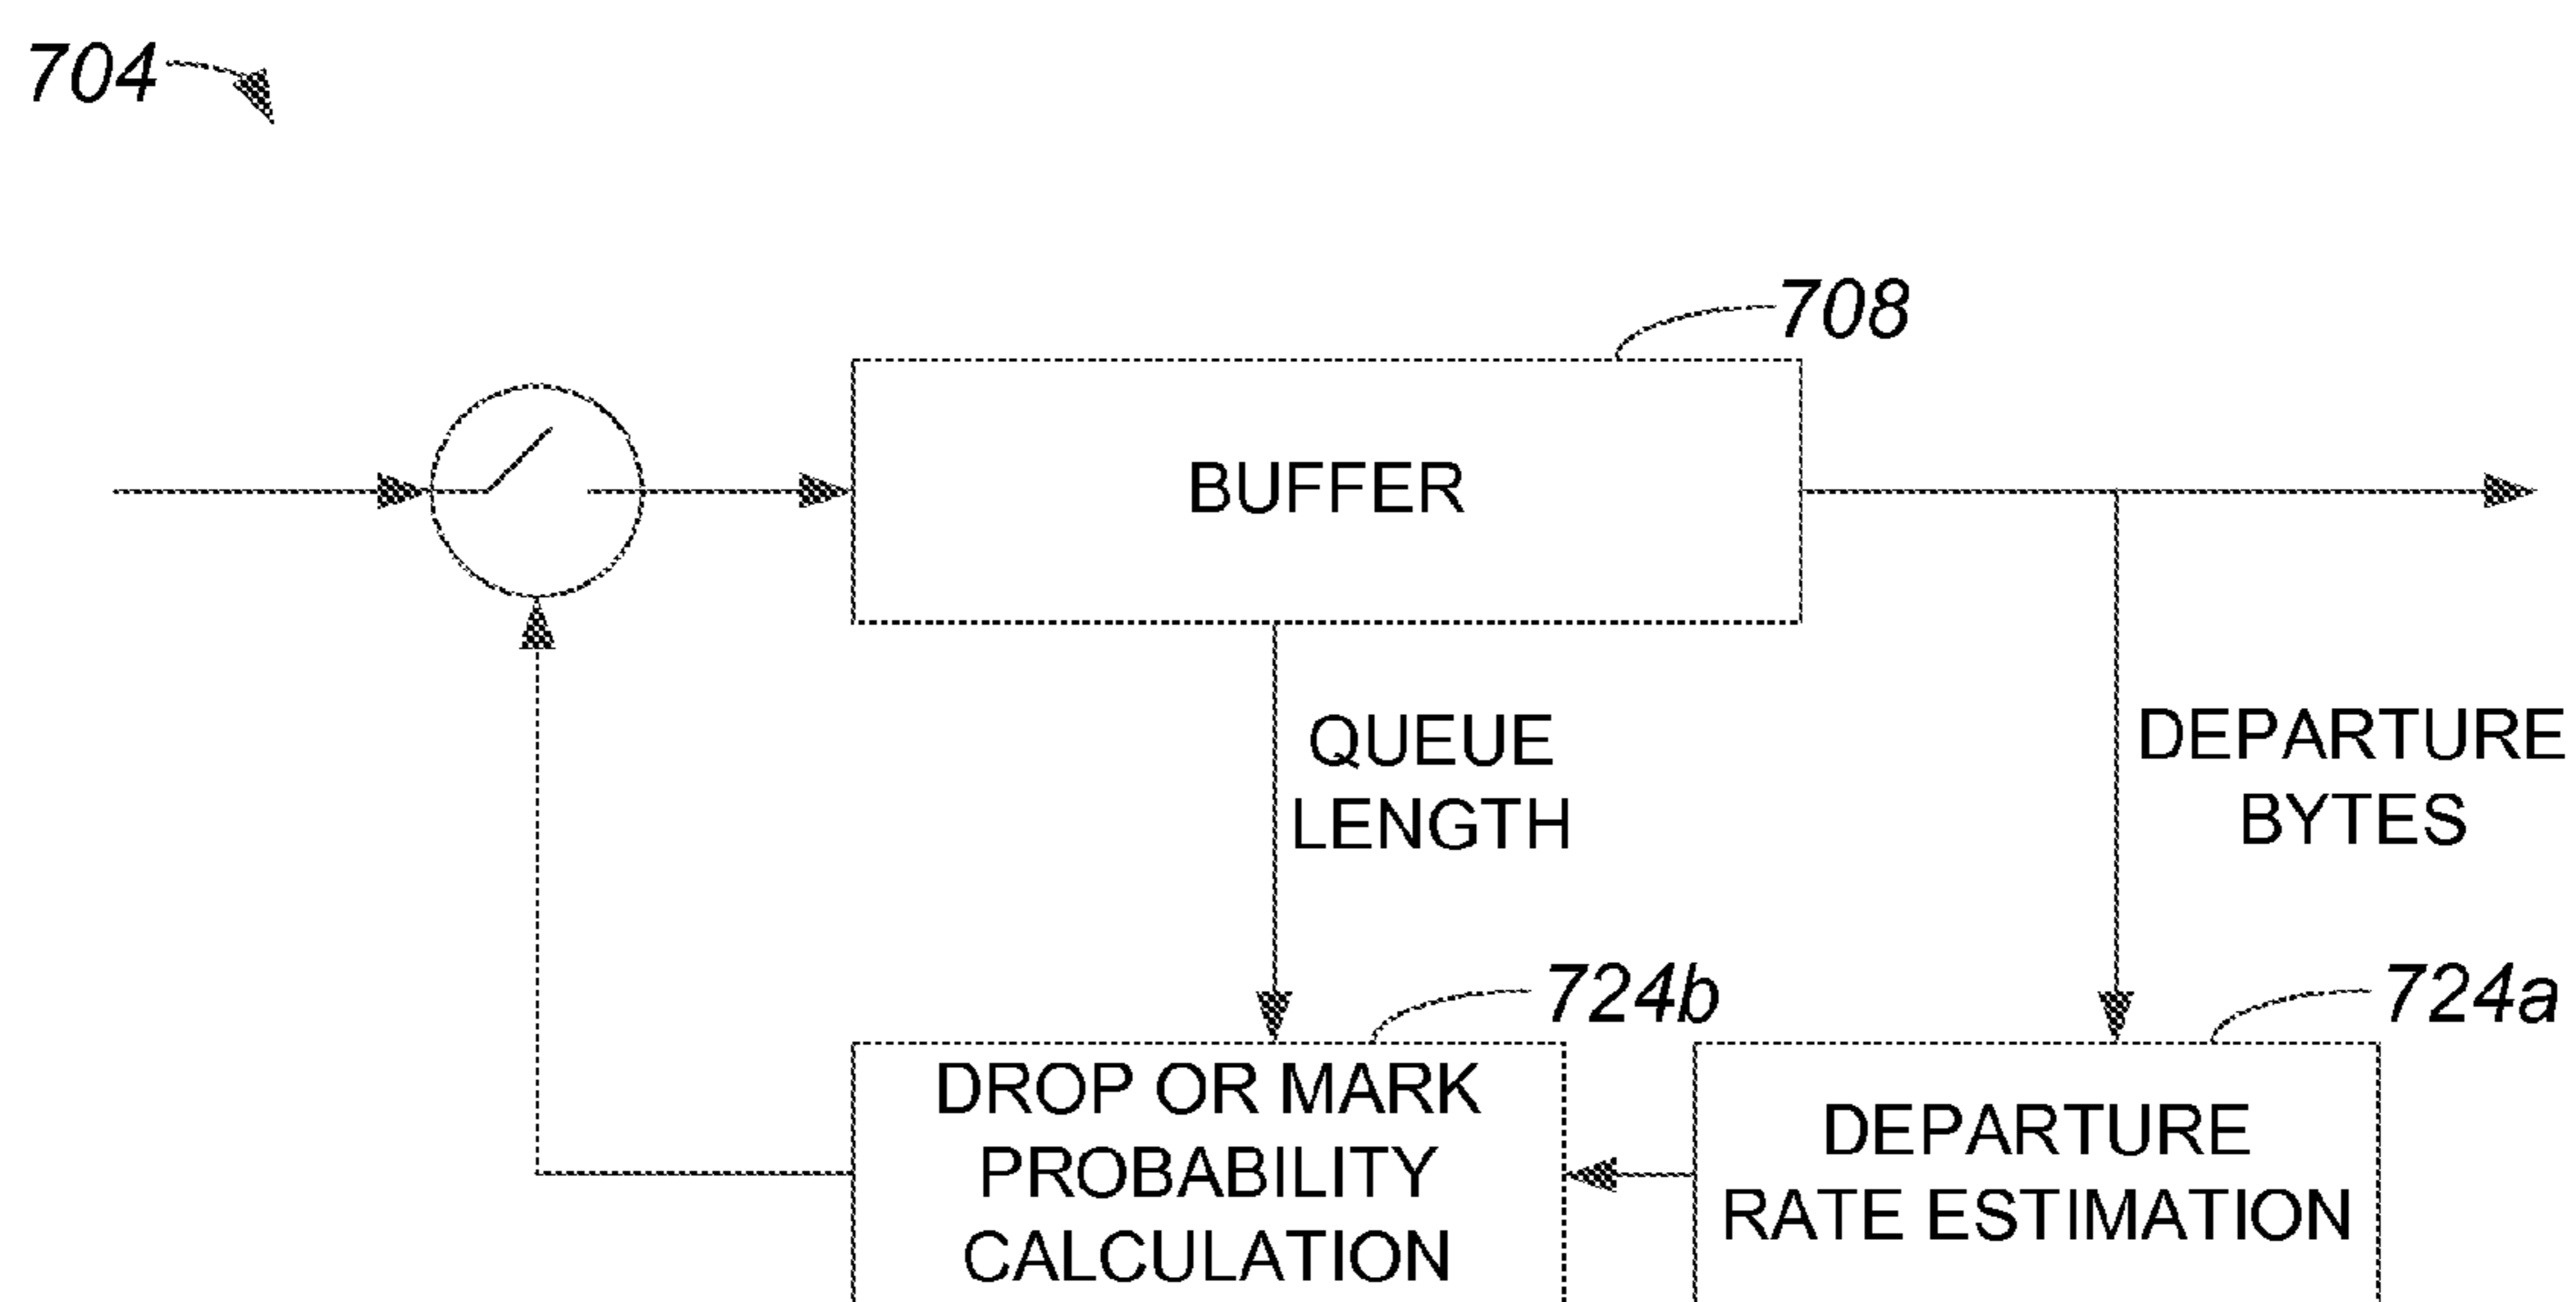 704
708
BUFFER
QUEUE
LENGTH
DEPARTURE
BYTES
724b
724a
DROP OR MARK
PROBABILITY
CALCULATION
DEPARTURE
RATE ESTIMATION